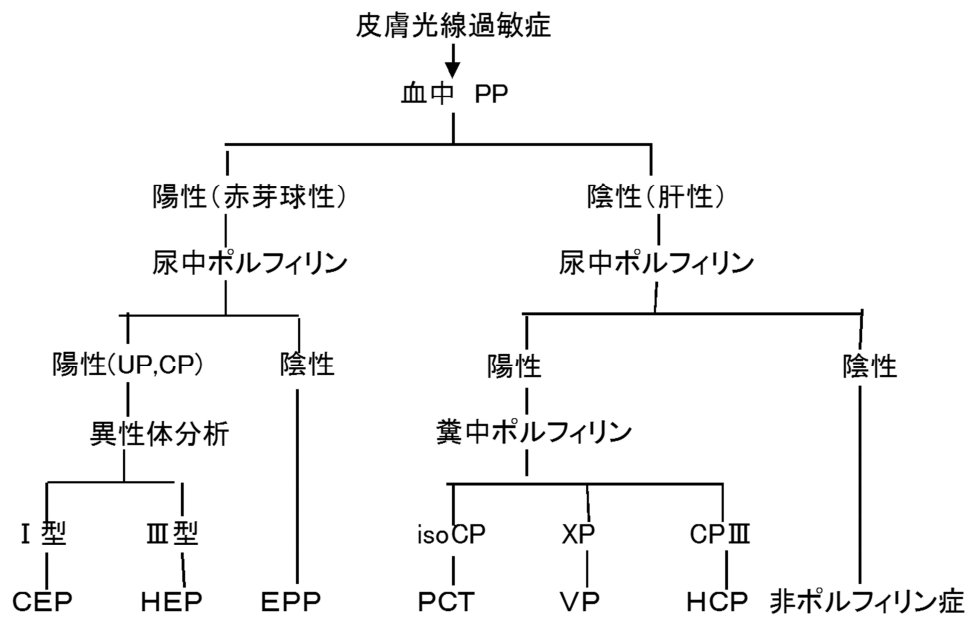 皮膚光線過敏症
血中 PP
陽性(赤芽球性) 陰性(肝性)
尿中ポルフィリン 尿中ポルフィリン
陽性(UP,CP) 陰性 陽性 陰性
異性体分析 糞中ポルフィリン
Ⅰ型 Ⅲ型 isoCP XP CPⅢ
CEP HEP EPP PCT VP HCP 非ポルフィリン症